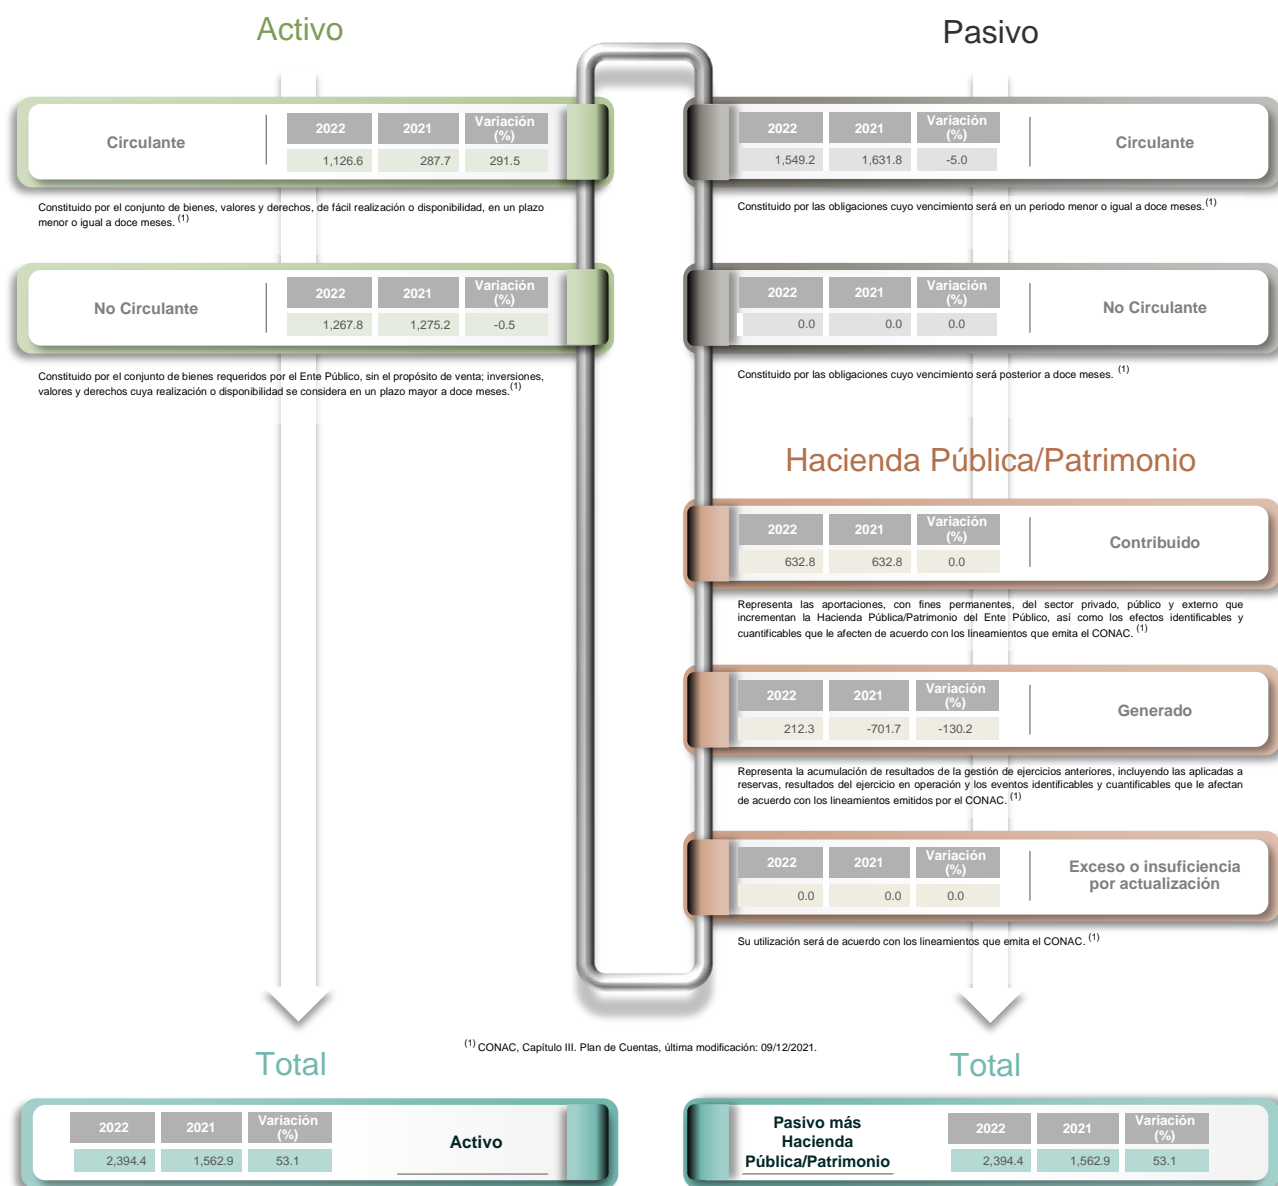 Activo
Circulante
2022 2021 Variación (%)
1,126.6 287.7 291.5
Constituido por el conjunto de bienes, valores y derechos, de fácil realización o disponibilidad, en un plazo
menor o igual a doce meses. (1)
No Circulante
2022 2021 Variación (%)
1,267.8 1,275.2 -0.5
Constituido por el conjunto de bienes requeridos por el Ente Público, sin el propósito de venta; inversiones,
valores y derechos cuya realización o disponibilidad se considera en un plazo mayor a doce meses. (1)
Pasivo
2022 2021 Variación (%)
1,549.2 1,631.8 -5.0
Circulante
Constituido por las obligaciones cuyo vencimiento será en un periodo menor o igual a doce meses. (1)
2022 2021 Variación (%)
0.0 0.0 0.0
No Circulante
Constituido por las obligaciones cuyo vencimiento será posterior a doce meses. (1)
Hacienda Pública/Patrimonio
2022 2021 Variación (%)
632.8 632.8 0.0
Contribuido
Representa las aportaciones, con fines permanentes, del sector privado, público y externo que
incrementan la Hacienda Pública/Patrimonio del Ente Público, así como los efectos identificables y
cuantificables que le afecten de acuerdo con los lineamientos que emita el CONAC. (1)
2022 2021 Variación (%)
212.3 -701.7 -130.2
Generado
Representa la acumulación de resultados de la gestión de ejercicios anteriores, incluyendo las aplicadas a
reservas, resultados del ejercicio en operación y los eventos identificables y cuantificables que le afectan
de acuerdo con los lineamientos emitidos por el CONAC. (1)
2022 2021 Variación (%)
0.0 0.0 0.0
Exceso o insuficiencia
por actualización
Su utilización será de acuerdo con los lineamientos que emita el CONAC. (1)
(1) CONAC, Capítulo III. Plan de Cuentas, última modificación: 09/12/2021.
Total
2022 2021 Variación (%)
2,394.4 1,562.9 53.1
Activo
Total
Pasivo más
Hacienda
Pública/Patrimonio
2022 2021 Variación (%)
2,394.4 1,562.9 53.1